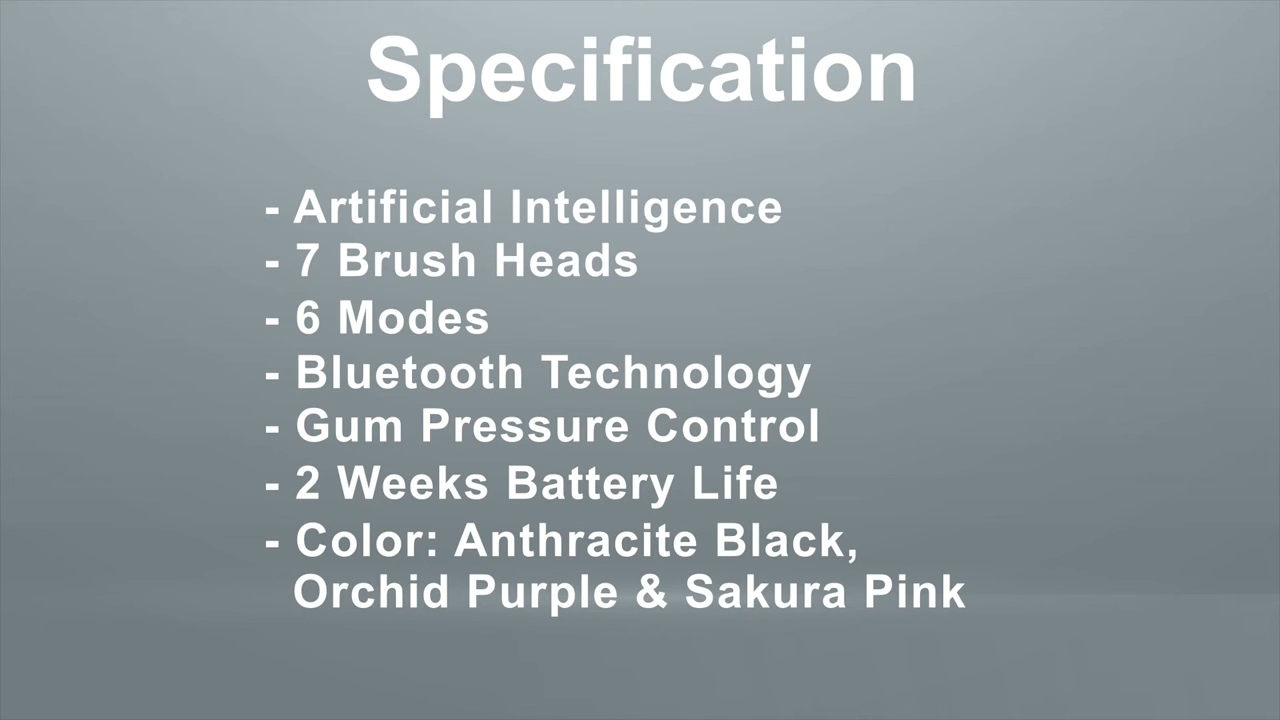 Specification
- Artificial Intelligence
- 7 Brush Heads
- 6 Modes
- Bluetooth Technology
- Gum Pressure Control
- 2 Weeks Battery Life
- Color: Anthracite Black,
Orchid Purple & Sakura Pink